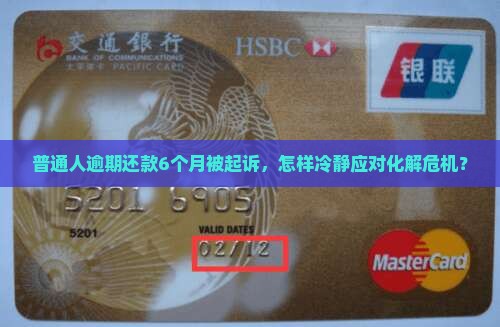 交通銀行 HSBC 银联
BANK OF COMMUNICATIONS
太平洋卡 PACIFIC CARD
普通人逾期还款6个月被起诉，怎样冷静应对化解危机？
5201 6905
5201 VALID DATES
02/12
MasterCard